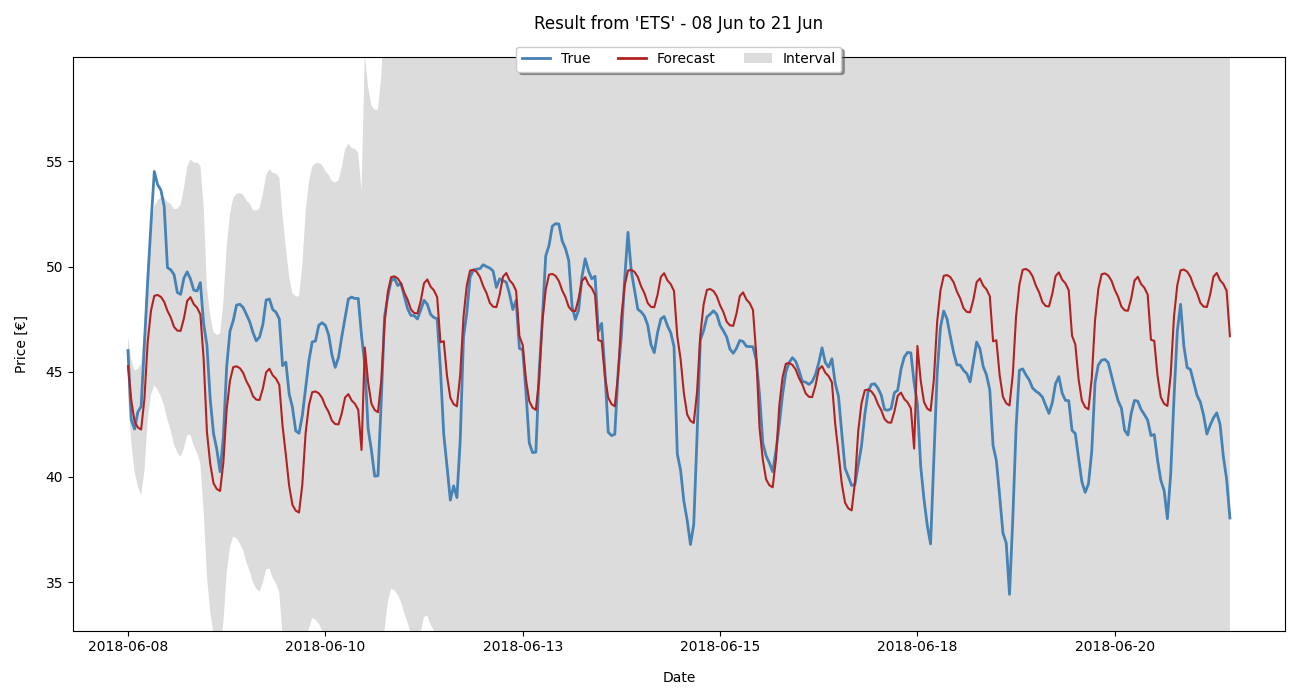 Result from 'ETS' - 08 Jun to 21 Jun
True Forecast Interval
Price [€]
55
50
45
40
35
2018-06-08 2018-06-10 2018-06-13 2018-06-15 2018-06-18 2018-06-20
Date